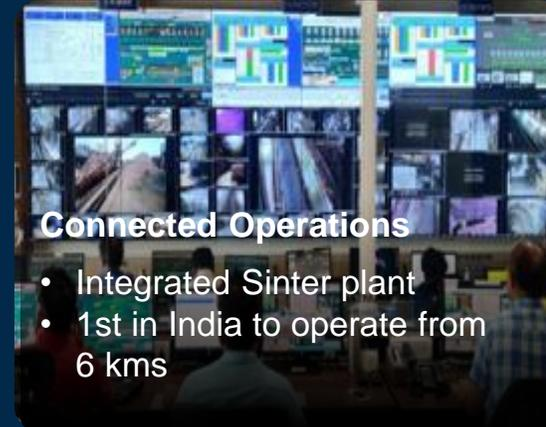 Connected Operations
• Integrated Sinter plant
• 1st in India to operate from
6 kms